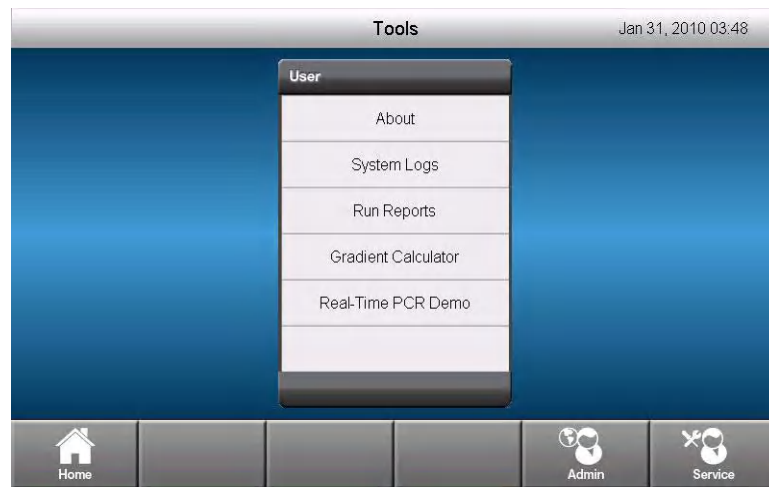 Tools
Jan 31, 2010 03:48
User
About
System Logs
Run Reports
Gradient Calculator
Real-Time PCR Demo
Home
Admin
Service